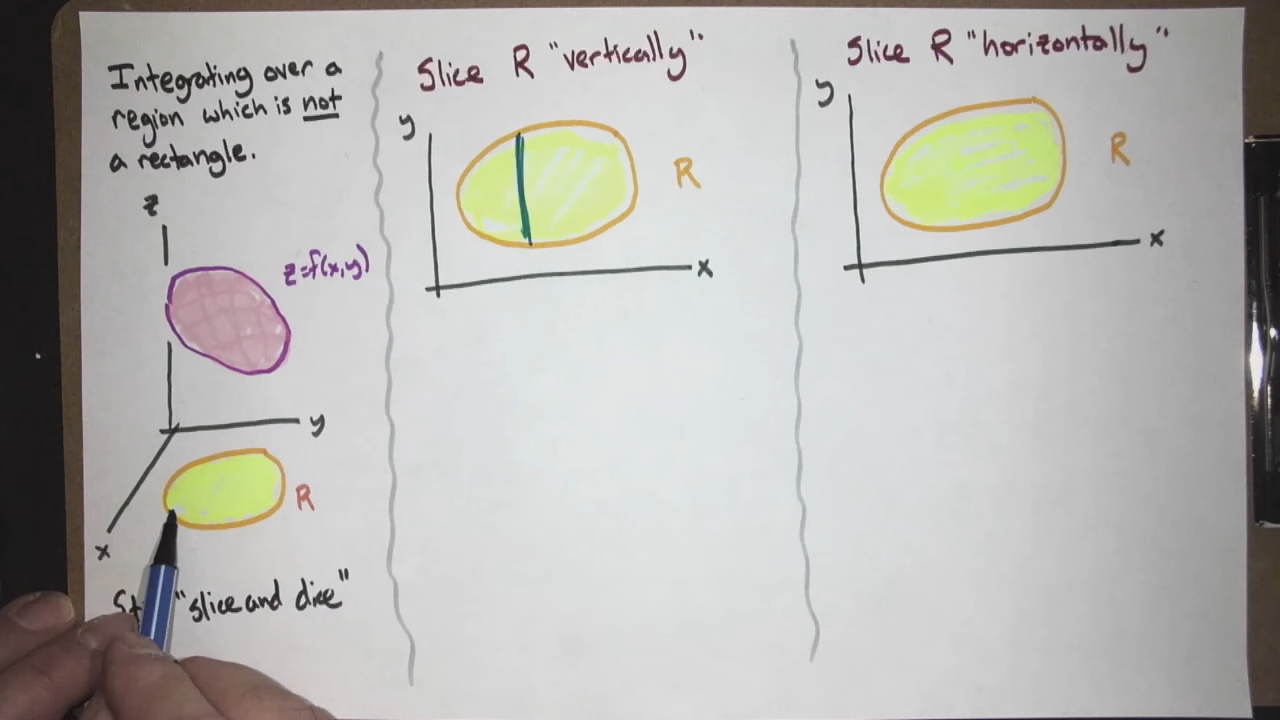 Integrating over a
region which is not
a rectangle.
z
z=f(x,y)
y
R
x
"slice and dice"
Slice R "vertically"
y
R
x
Slice R "horizontally"
y
R
x